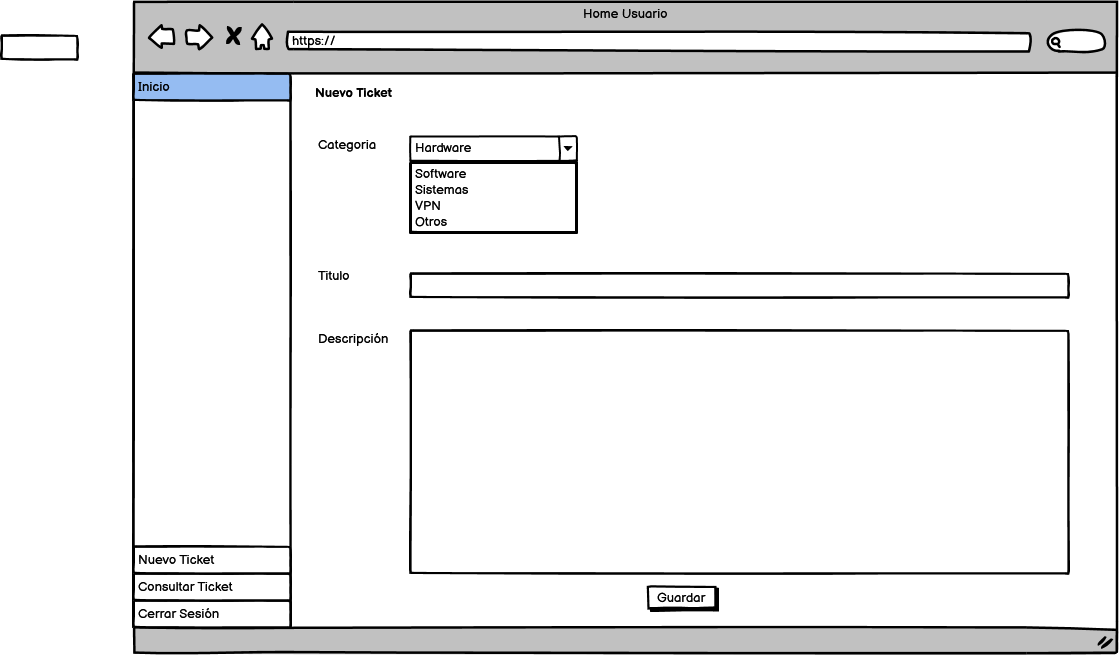 Home Usuario
https://
Inicio
Nuevo Ticket
Categoria
Hardware
Software
Sistemas
VPN
Otros
Titulo
Descripción
Nuevo Ticket
Consultar Ticket
Cerrar Sesión
Guardar